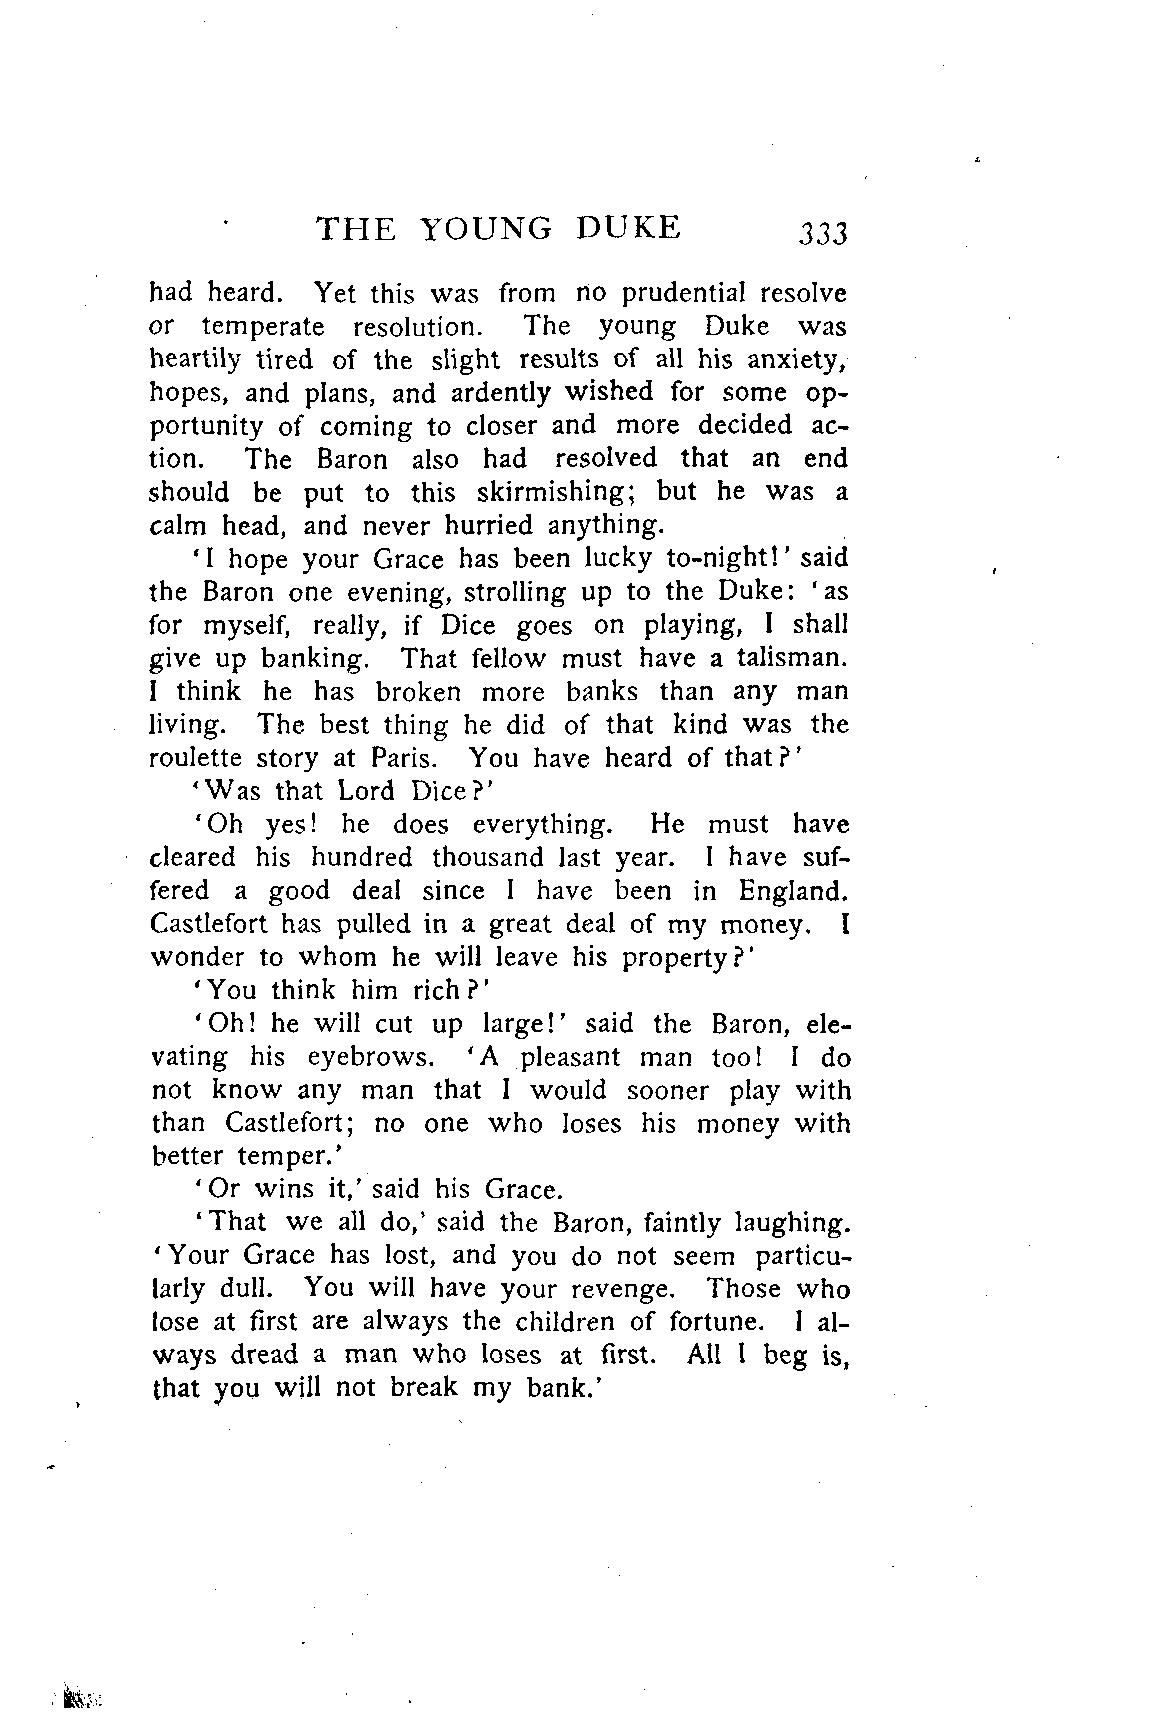 THE YOUNG DUKE 333
had heard. Yet this was from no prudential resolve
or temperate resolution. The young Duke was
heartily tired of the slight results of all his anxiety,
hopes, and plans, and ardently wished for some op-
portunity of coming to closer and more decided ac-
tion. The Baron also had resolved that an end
should be put to this skirmishing; but he was a
calm head, and never hurried anything.
'I hope your Grace has been lucky to-night!' said
the Baron one evening, strolling up to the Duke: 'as
for myself, really, if Dice goes on playing, I shall
give up banking. That fellow must have a talisman.
I think he has broken more banks than any man
living. The best thing he did of that kind was the
roulette story at Paris. You have heard of that?'
'Was that Lord Dice?'
'Oh yes! he does everything. He must have
cleared his hundred thousand last year. I have suf-
fered a good deal since I have been in England.
Castlefort has pulled in a great deal of my money. I
wonder to whom he will leave his property?'
'You think him rich?'
'Oh! he will cut up large!' said the Baron, ele-
vating his eyebrows. 'A pleasant man too! I do
not know any man that I would sooner play with
than Castlefort; no one who loses his money with
better temper.'
'Or wins it,' said his Grace.
'That we all do,' said the Baron, faintly laughing.
'Your Grace has lost, and you do not seem particu-
larly dull. You will have your revenge. Those who
lose at first are always the children of fortune. I al-
ways dread a man who loses at first. All I beg is,
that you will not break my bank.'